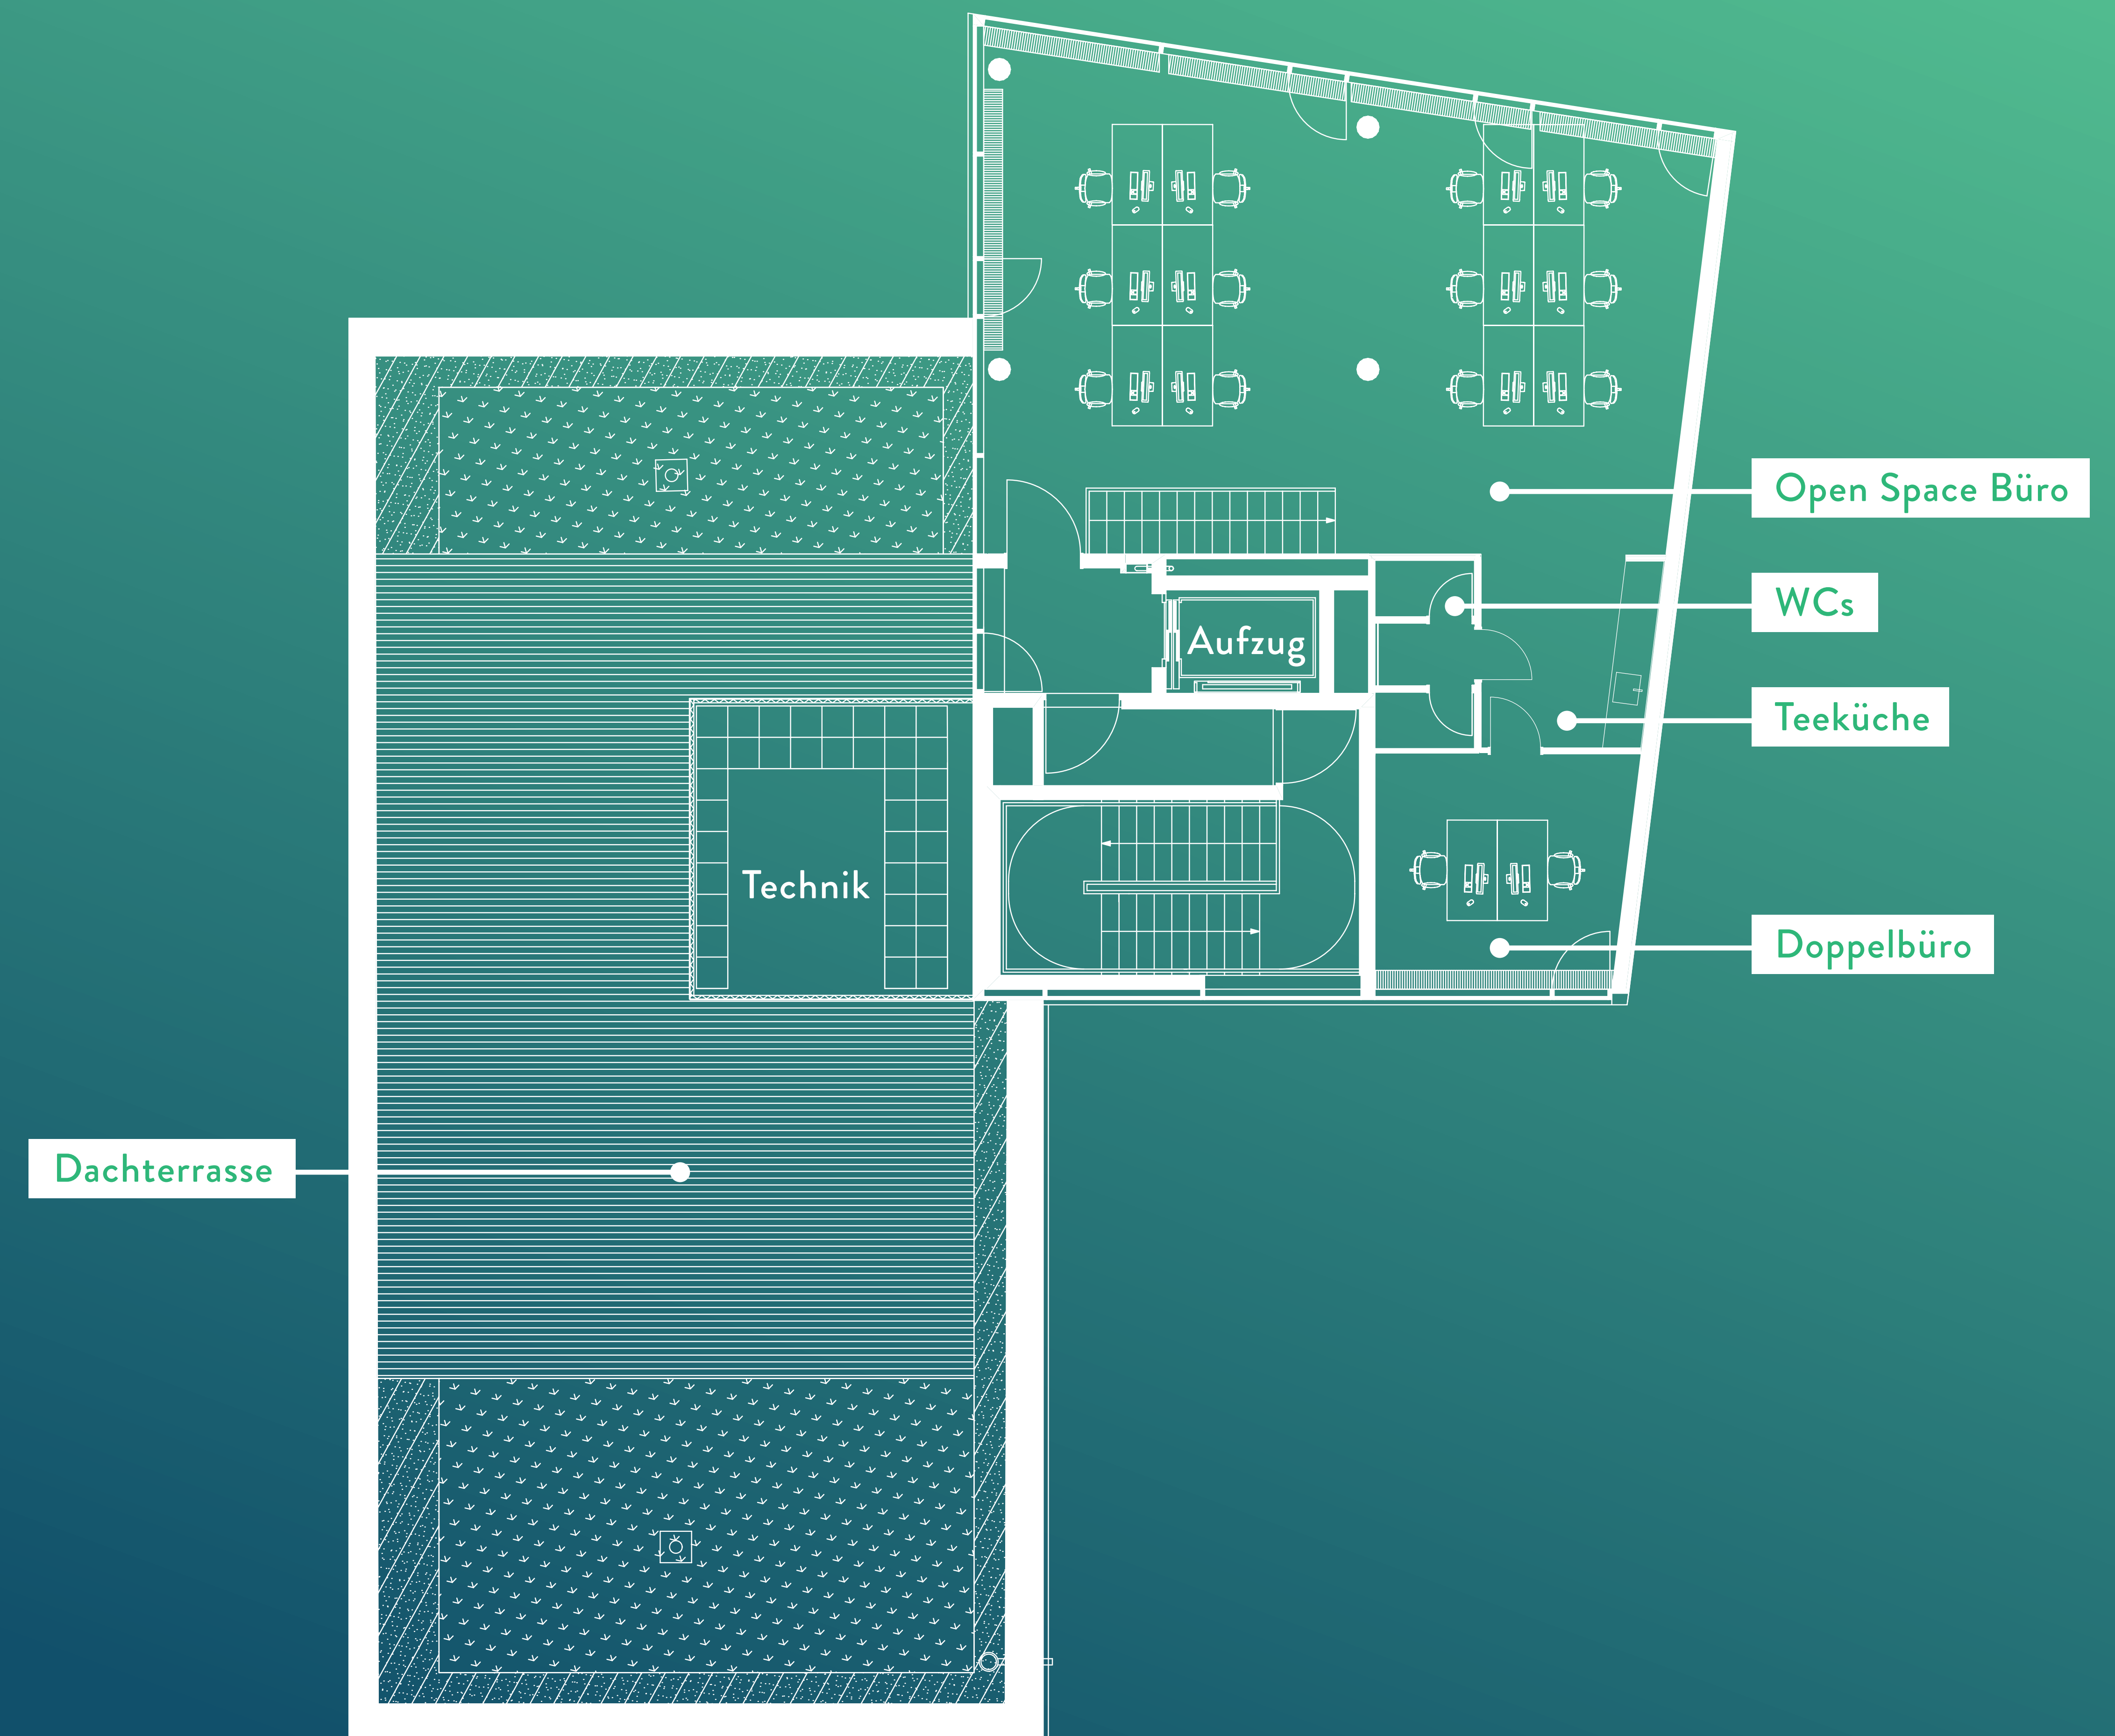 Open Space Büro
WCs
Aufzug
Teeküche
Technik
Doppelbüro
Dachterrasse